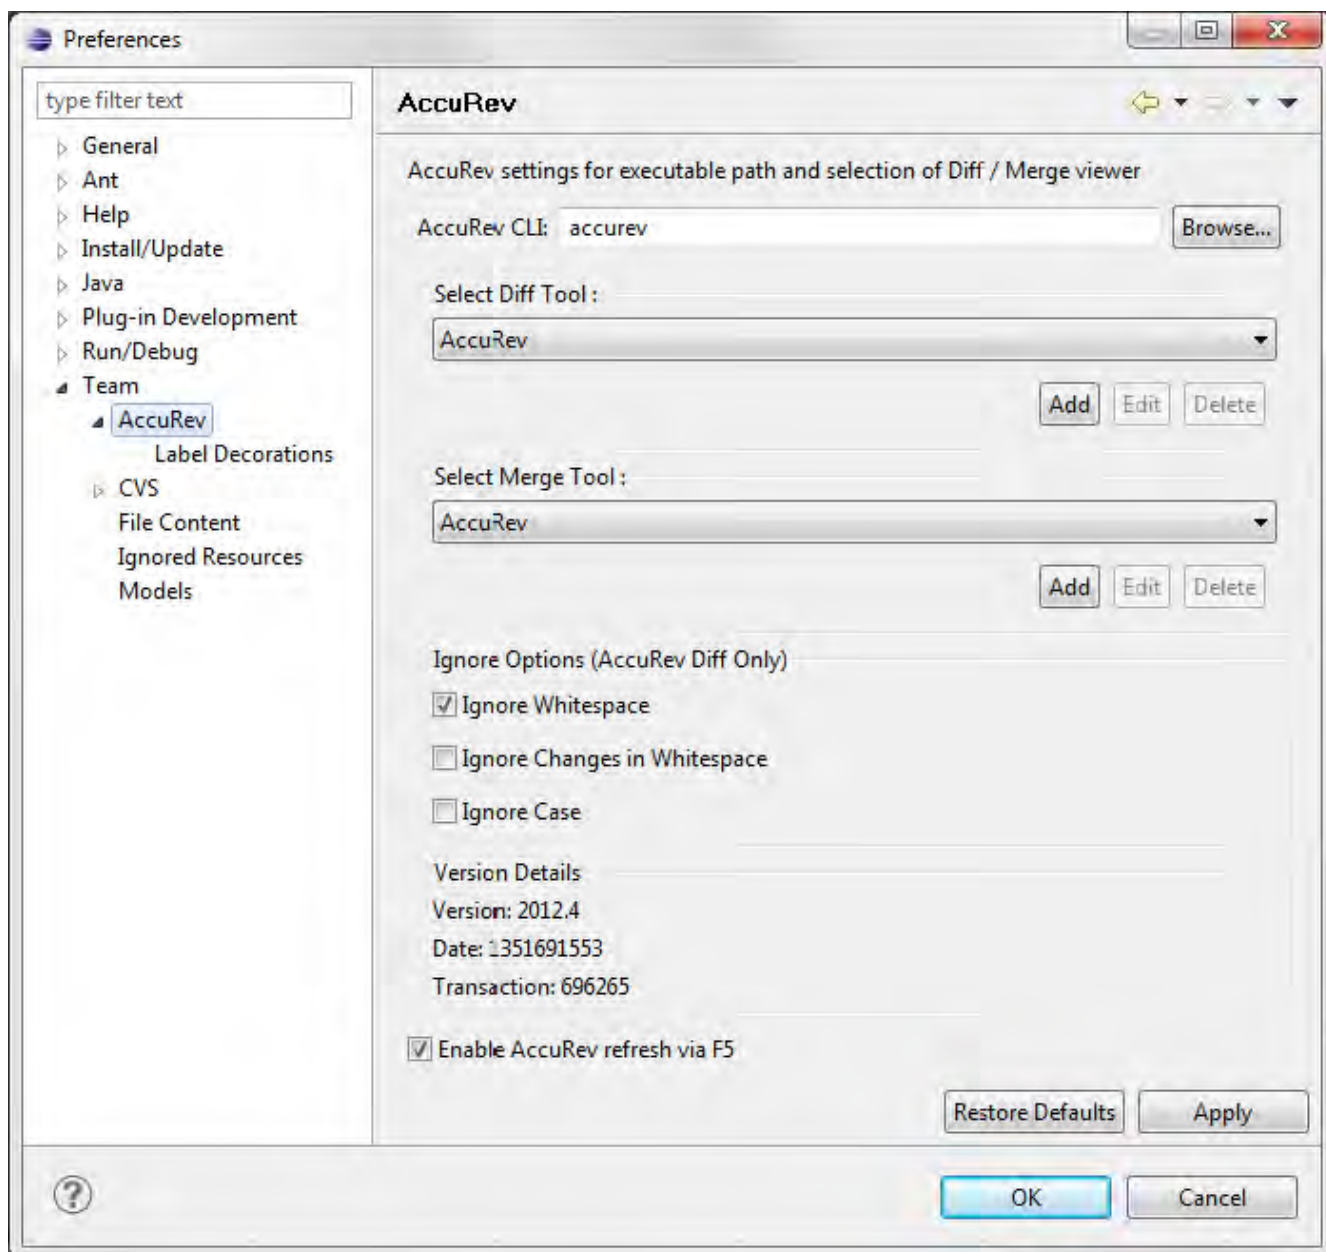 Preferences
type filter text
General
Ant
Help
Install/Update
Java
Plug-in Development
Run/Debug
Team
AccuRev
Label Decorations
CVS
File Content
Ignored Resources
Models
AccuRev
AccuRev settings for executable path and selection of Diff / Merge viewer
AccuRev CLI: accurev Browse...
Select Diff Tool :
AccuRev
Add Edit Delete
Select Merge Tool :
AccuRev
Add Edit Delete
Ignore Options (AccuRev Diff Only)
Ignore Whitespace
Ignore Changes in Whitespace
Ignore Case
Version Details
Version: 2012.4
Date: 1351691553
Transaction: 696265
Enable AccuRev refresh via F5
Restore Defaults Apply
? OK Cancel